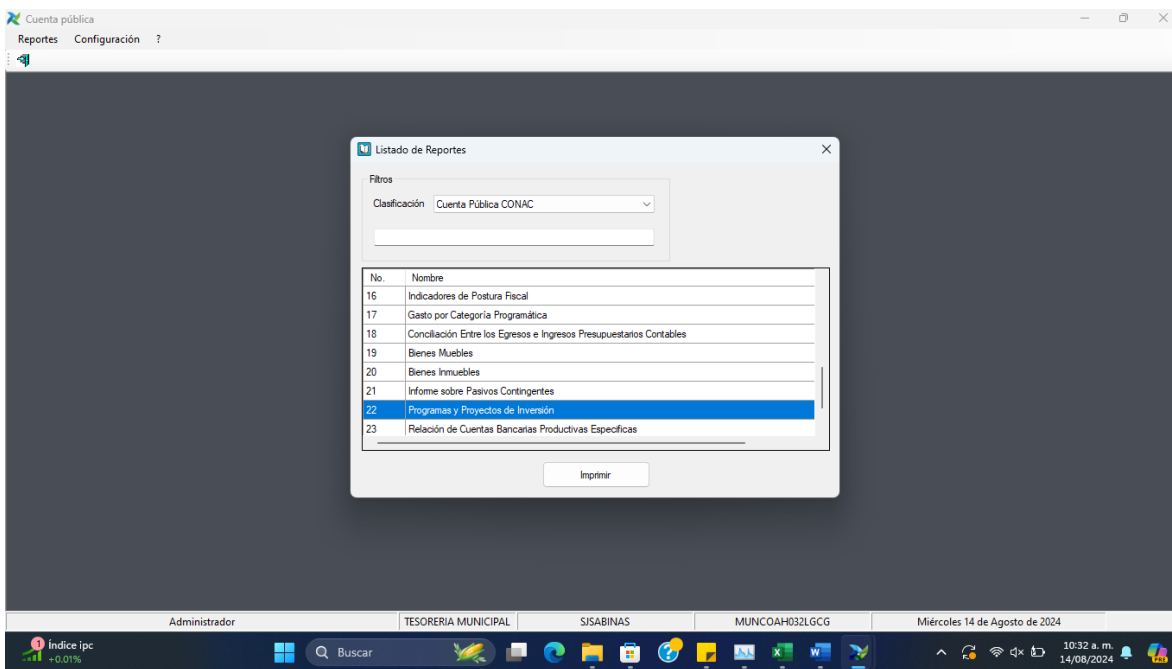 Cuenta pública
Reportes Configuración ?
Listado de Reportes
Filtros
Clasificación Cuenta Pública CONAC
No. Nombre
16 Indicadores de Postura Fiscal
17 Gasto por Categoría Programática
18 Conciliación Entre los Egresos e Ingresos Presupuestarios Contables
19 Bienes Muebles
20 Bienes Inmuebles
21 Informe sobre Pasivos Contingentes
22 Programas y Proyectos de Inversión
23 Relación de Cuentas Bancarias Productivas Especificas
Imprimir
Administrador TESORERIA MUNICIPAL SJSABINAS MUNCOAH032LGCG Miércoles 14 de Agosto de 2024
1 Índice ipc
+0.01%
Buscar
10:32 a. m.
14/08/2024
PRE